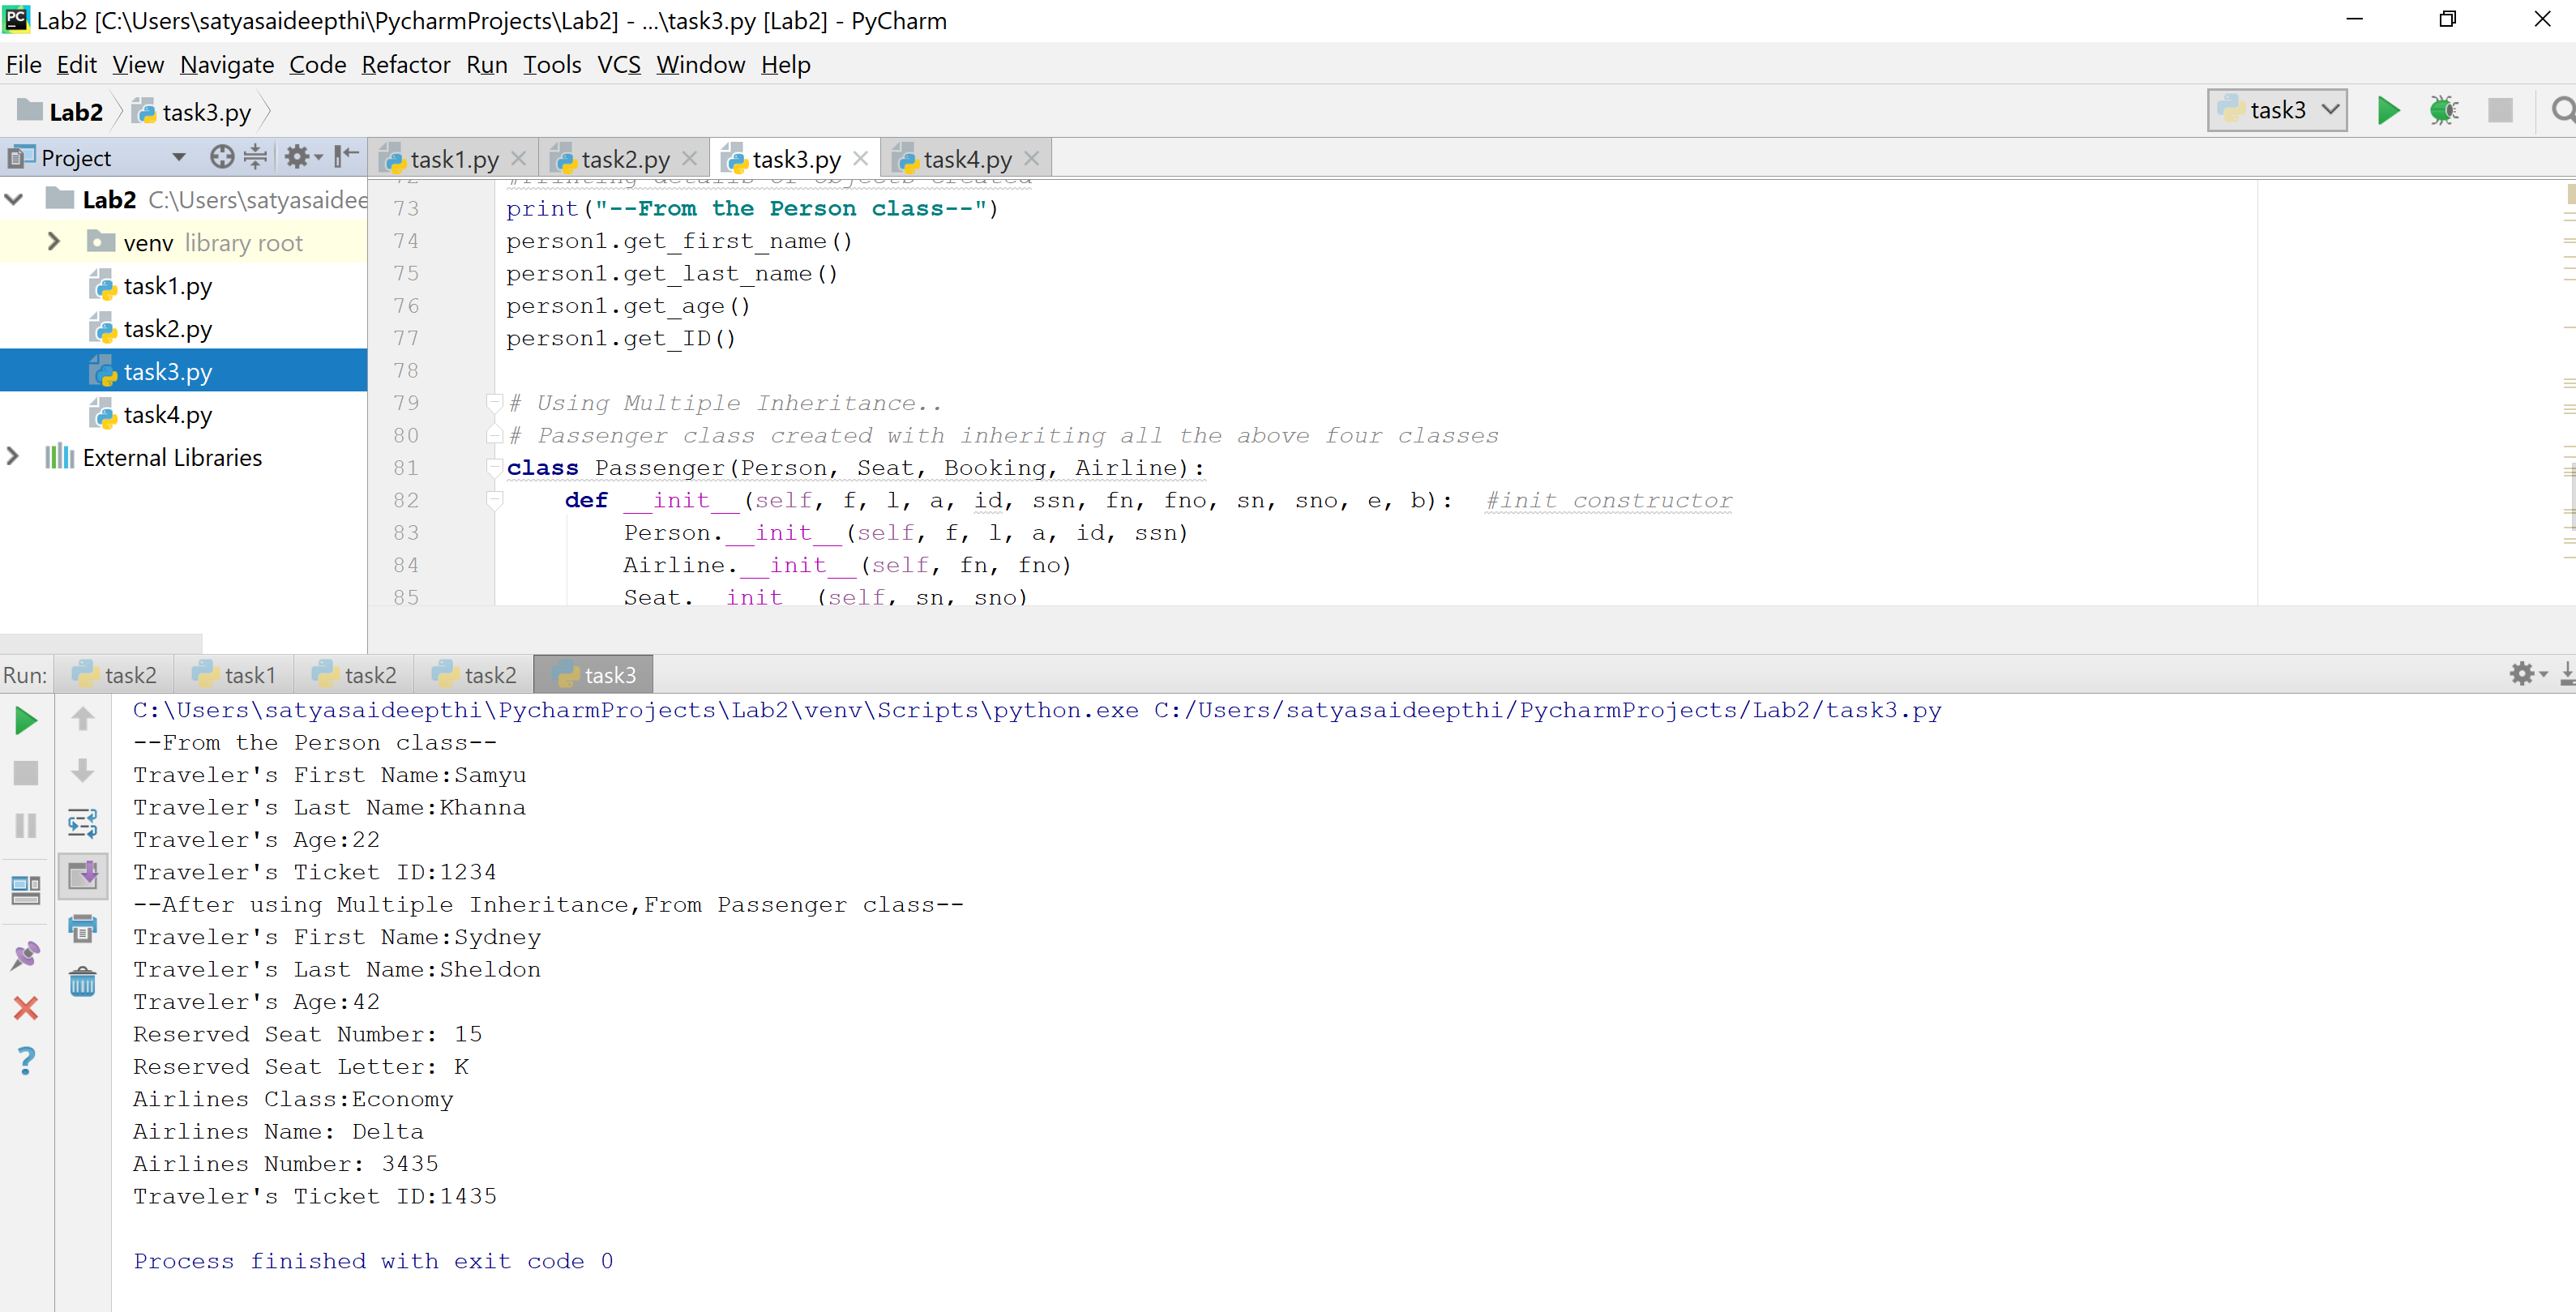 Lab2 [C:\Users\satyasaideepthi\PycharmProjects\Lab2] - ...\task3.py [Lab2] - PyCharm
File Edit View Navigate Code Refactor Run Tools VCS Window Help
Lab2 task3.py task3
Project task1.py task2.py task3.py task4.py
Lab2 C:\Users\satyasaidee
venv library root
task1.py
task2.py
task3.py
task4.py
External Libraries
72 #Printing details of objects created
73 print("--From the Person class--")
74 person1.get_first_name()
75 person1.get_last_name()
76 person1.get_age()
77 person1.get_ID()
78
79 # Using Multiple Inheritance..
80 # Passenger class created with inheriting all the above four classes
81 class Passenger(Person, Seat, Booking, Airline):
82 def __init__(self, f, l, a, id, ssn, fn, fno, sn, sno, e, b): #init constructor
83 Person.__init__(self, f, l, a, id, ssn)
84 Airline.__init__(self, fn, fno)
85 Seat.__init__(self, sn, sno)
Run: task2 task1 task2 task2 task3
C:\Users\satyasaideepthi\PycharmProjects\Lab2\venv\Scripts\python.exe C:/Users/satyasaideepthi/PycharmProjects/Lab2/task3.py
--From the Person class--
Traveler's First Name:Samyu
Traveler's Last Name:Khanna
Traveler's Age:22
Traveler's Ticket ID:1234
--After using Multiple Inheritance,From Passenger class--
Traveler's First Name:Sydney
Traveler's Last Name:Sheldon
Traveler's Age:42
Reserved Seat Number: 15
Reserved Seat Letter: K
Airlines Class:Economy
Airlines Name: Delta
Airlines Number: 3435
Traveler's Ticket ID:1435
Process finished with exit code 0